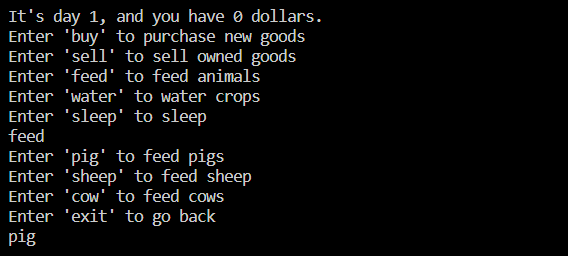 It's day 1, and you have 0 dollars.
Enter 'buy' to purchase new goods
Enter 'sell' to sell owned goods
Enter 'feed' to feed animals
Enter 'water' to water crops
Enter 'sleep' to sleep
feed
Enter 'pig' to feed pigs
Enter 'sheep' to feed sheep
Enter 'cow' to feed cows
Enter 'exit' to go back
pig